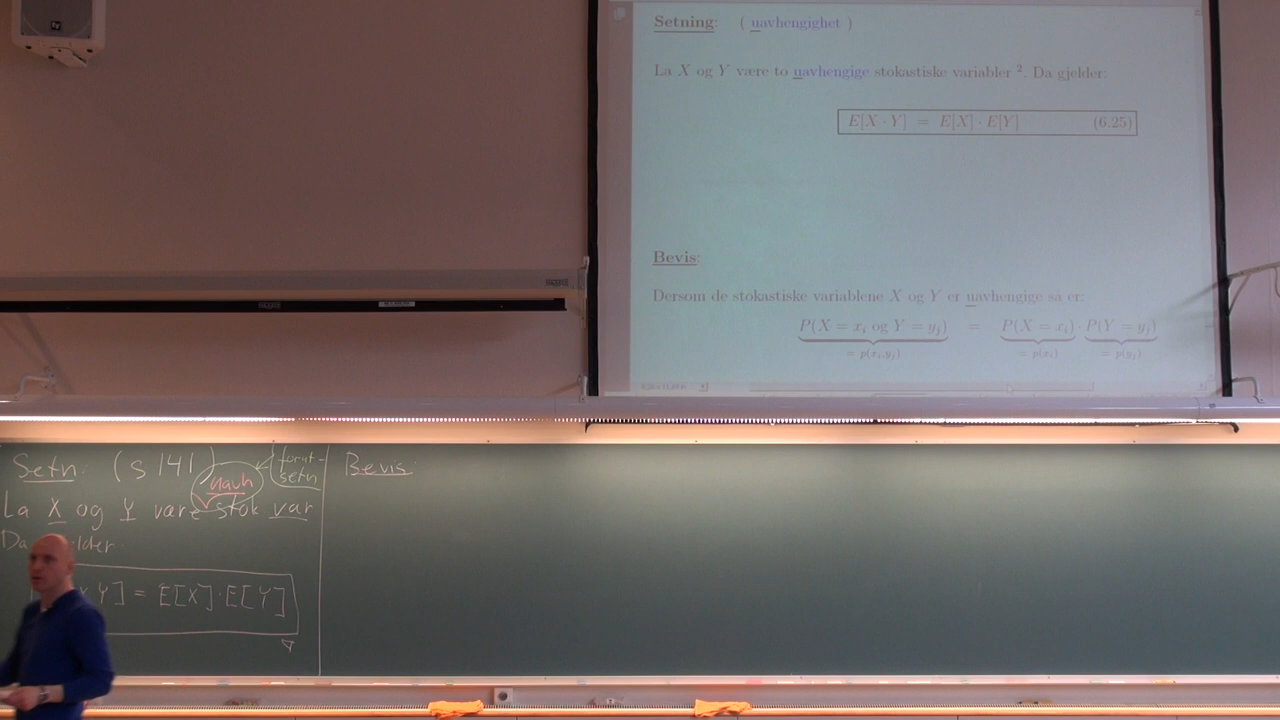 Setning: ( uavhengighet )
La X og Y være to uavhengige stokastiske variabler ². Da gjelder:
E[X · Y] = E[X] · E[Y] (6.25)
Bevis:
Dersom de stokastiske variablene X og Y er uavhengige så er:
P(X = xᵢ og Y = yⱼ) = P(X = xᵢ) · P(Y = yⱼ)
= p(xᵢ,yⱼ) = p(xᵢ) = p(yⱼ)
Setn: (s 141)
uavh
forut-
setn
La X og Y være stok var
Da
Y] = E[X]·E[Y]
Bevis: